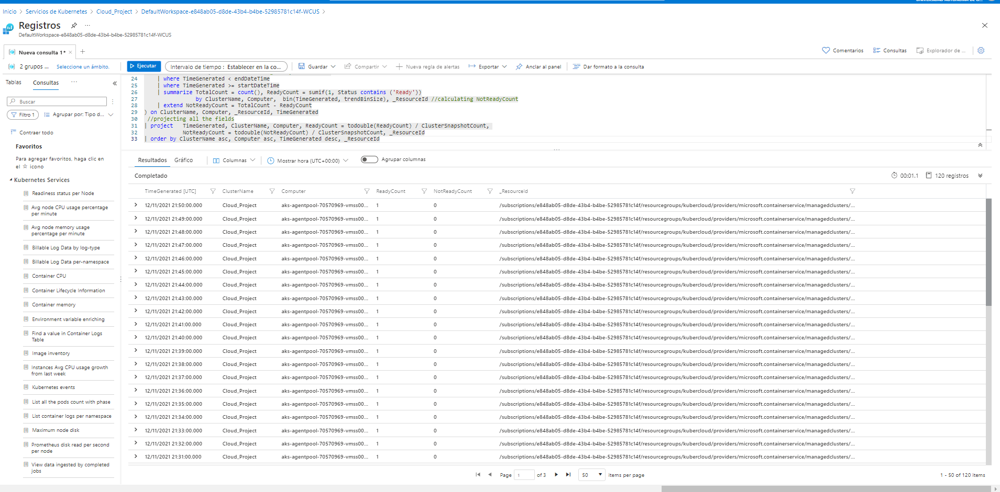 Inicio > Servicios de Kubernetes > Cloud_Project > DefaultWorkspace-e848ab05-d8de-43b4-b4be-52985781c14f-WCUS >
Registros
DefaultWorkspace-e848ab05-d8de-43b4-b4be-52985781c14f-WCUS
Nueva consulta 1*
Comentarios Consultas Explorador de ...
2 grupos ... Seleccione un ámbito.
Ejecutar Intervalo de tiempo : Establecer en la co... Guardar Compartir Nueva regla de alertas Exportar Anclar al panel Dar formato a la consulta
Tablas Consultas ...
Buscar
Filtro 1 Agrupar por: Tipo d...
Contraer todo
Favoritos
Para agregar favoritos, haga clic en
el ☆ icono
Kubernetes Services
Readiness status per Node
Avg node CPU usage percentage
per minute
Avg node memory usage
percentage per minute
Billable Log Data by log-type
Billable Log Data per-namespace
Container CPU
Container Lifecycle Information
Container memory
Environment variable enriching
Find a value in Container Logs
Table
Image inventory
Instances Avg CPU usage growth
from last week
Kubernetes events
List all the pods count with phase
List container logs per namespace
Maximum node disk
Prometheus disk read per second
per node
View data ingested by completed
jobs
24 | where TimeGenerated < endDateTime
25 | where TimeGenerated >= startDateTime
26 | summarize TotalCount = count(), ReadyCount = sumif(1, Status contains ('Ready'))
27 by ClusterName, Computer, bin(TimeGenerated, trendBinSize), _ResourceId //calculating NotReadyCount
28 | extend NotReadyCount = TotalCount - ReadyCount
29 ) on ClusterName, Computer, _ResourceId, TimeGenerated
30 //projecting all the fields
31 | project TimeGenerated, ClusterName, Computer, ReadyCount = todouble(ReadyCount) / ClusterSnapshotCount,
32 NotReadyCount = todouble(NotReadyCount) / ClusterSnapshotCount, _ResourceId
33 | order by ClusterName asc, Computer asc, TimeGenerated desc, _ResourceId
Resultados Gráfico Columnas Mostrar hora (UTC+00:00) Agrupar columnas
Completado 00:01.1 120 registros
TimeGenerated [UTC] ClusterName Computer ReadyCount NotReadyCount _ResourceId
12/11/2021 21:50:00.000 Cloud_Project aks-agentpool-70570969-vmss00... 1 0 /subscriptions/e848ab05-d8de-43b4-b4be-52985781c14f/resourcegroups/kubercloud/providers/microsoft.containerservice/managedclusters/...
12/11/2021 21:49:00.000 Cloud_Project aks-agentpool-70570969-vmss00... 1 0 /subscriptions/e848ab05-d8de-43b4-b4be-52985781c14f/resourcegroups/kubercloud/providers/microsoft.containerservice/managedclusters/...
12/11/2021 21:48:00.000 Cloud_Project aks-agentpool-70570969-vmss00... 1 0 /subscriptions/e848ab05-d8de-43b4-b4be-52985781c14f/resourcegroups/kubercloud/providers/microsoft.containerservice/managedclusters/...
12/11/2021 21:47:00.000 Cloud_Project aks-agentpool-70570969-vmss00... 1 0 /subscriptions/e848ab05-d8de-43b4-b4be-52985781c14f/resourcegroups/kubercloud/providers/microsoft.containerservice/managedclusters/...
12/11/2021 21:46:00.000 Cloud_Project aks-agentpool-70570969-vmss00... 1 0 /subscriptions/e848ab05-d8de-43b4-b4be-52985781c14f/resourcegroups/kubercloud/providers/microsoft.containerservice/managedclusters/...
12/11/2021 21:45:00.000 Cloud_Project aks-agentpool-70570969-vmss00... 1 0 /subscriptions/e848ab05-d8de-43b4-b4be-52985781c14f/resourcegroups/kubercloud/providers/microsoft.containerservice/managedclusters/...
12/11/2021 21:44:00.000 Cloud_Project aks-agentpool-70570969-vmss00... 1 0 /subscriptions/e848ab05-d8de-43b4-b4be-52985781c14f/resourcegroups/kubercloud/providers/microsoft.containerservice/managedclusters/...
12/11/2021 21:43:00.000 Cloud_Project aks-agentpool-70570969-vmss00... 1 0 /subscriptions/e848ab05-d8de-43b4-b4be-52985781c14f/resourcegroups/kubercloud/providers/microsoft.containerservice/managedclusters/...
12/11/2021 21:42:00.000 Cloud_Project aks-agentpool-70570969-vmss00... 1 0 /subscriptions/e848ab05-d8de-43b4-b4be-52985781c14f/resourcegroups/kubercloud/providers/microsoft.containerservice/managedclusters/...
12/11/2021 21:41:00.000 Cloud_Project aks-agentpool-70570969-vmss00... 1 0 /subscriptions/e848ab05-d8de-43b4-b4be-52985781c14f/resourcegroups/kubercloud/providers/microsoft.containerservice/managedclusters/...
12/11/2021 21:40:00.000 Cloud_Project aks-agentpool-70570969-vmss00... 1 0 /subscriptions/e848ab05-d8de-43b4-b4be-52985781c14f/resourcegroups/kubercloud/providers/microsoft.containerservice/managedclusters/...
12/11/2021 21:39:00.000 Cloud_Project aks-agentpool-70570969-vmss00... 1 0 /subscriptions/e848ab05-d8de-43b4-b4be-52985781c14f/resourcegroups/kubercloud/providers/microsoft.containerservice/managedclusters/...
12/11/2021 21:38:00.000 Cloud_Project aks-agentpool-70570969-vmss00... 1 0 /subscriptions/e848ab05-d8de-43b4-b4be-52985781c14f/resourcegroups/kubercloud/providers/microsoft.containerservice/managedclusters/...
12/11/2021 21:37:00.000 Cloud_Project aks-agentpool-70570969-vmss00... 1 0 /subscriptions/e848ab05-d8de-43b4-b4be-52985781c14f/resourcegroups/kubercloud/providers/microsoft.containerservice/managedclusters/...
12/11/2021 21:36:00.000 Cloud_Project aks-agentpool-70570969-vmss00... 1 0 /subscriptions/e848ab05-d8de-43b4-b4be-52985781c14f/resourcegroups/kubercloud/providers/microsoft.containerservice/managedclusters/...
12/11/2021 21:35:00.000 Cloud_Project aks-agentpool-70570969-vmss00... 1 0 /subscriptions/e848ab05-d8de-43b4-b4be-52985781c14f/resourcegroups/kubercloud/providers/microsoft.containerservice/managedclusters/...
12/11/2021 21:34:00.000 Cloud_Project aks-agentpool-70570969-vmss00... 1 0 /subscriptions/e848ab05-d8de-43b4-b4be-52985781c14f/resourcegroups/kubercloud/providers/microsoft.containerservice/managedclusters/...
12/11/2021 21:33:00.000 Cloud_Project aks-agentpool-70570969-vmss00... 1 0 /subscriptions/e848ab05-d8de-43b4-b4be-52985781c14f/resourcegroups/kubercloud/providers/microsoft.containerservice/managedclusters/...
12/11/2021 21:32:00.000 Cloud_Project aks-agentpool-70570969-vmss00... 1 0 /subscriptions/e848ab05-d8de-43b4-b4be-52985781c14f/resourcegroups/kubercloud/providers/microsoft.containerservice/managedclusters/...
12/11/2021 21:31:00.000 Cloud_Project aks-agentpool-70570969-vmss00... 1 0 /subscriptions/e848ab05-d8de-43b4-b4be-52985781c14f/resourcegroups/kubercloud/providers/microsoft.containerservice/managedclusters/...
Page 1 of 3 50 items per page 1 - 50 of 120 items